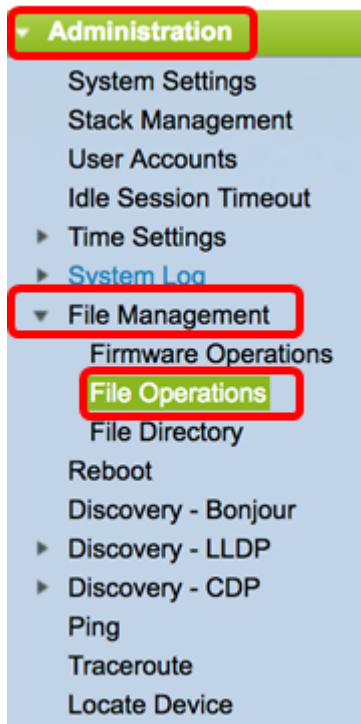 Administration
System Settings
Stack Management
User Accounts
Idle Session Timeout
Time Settings
System Log
File Management
Firmware Operations
File Operations
File Directory
Reboot
Discovery - Bonjour
Discovery - LLDP
Discovery - CDP
Ping
Traceroute
Locate Device